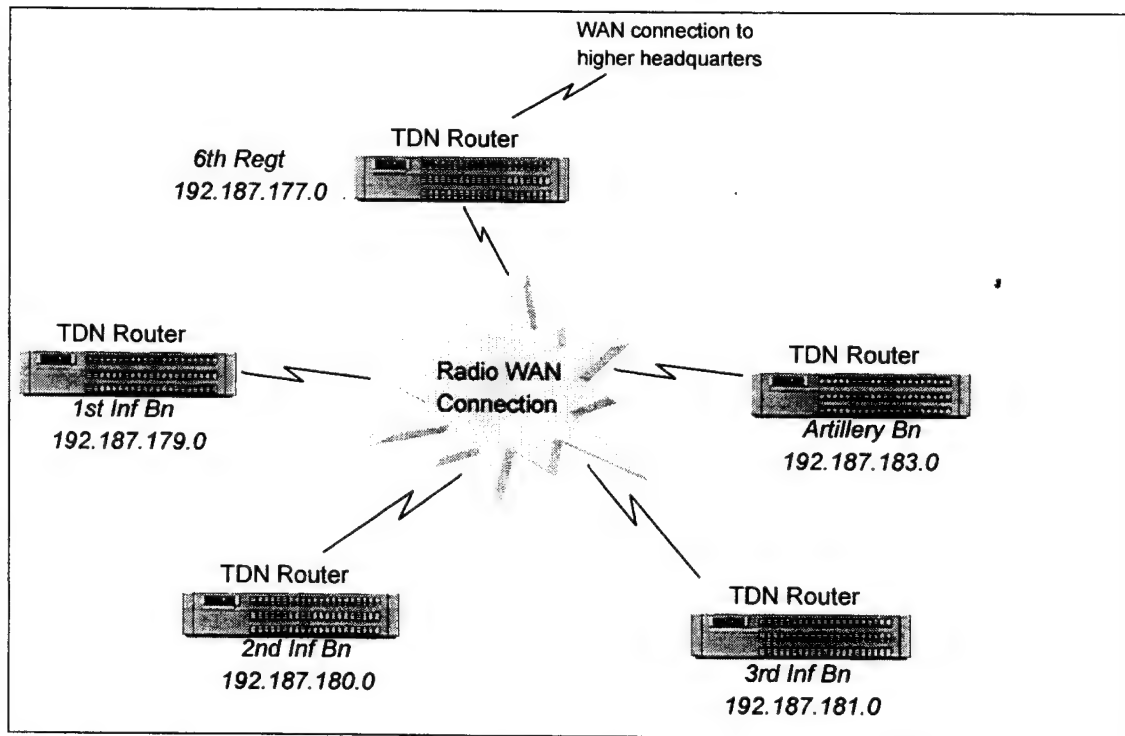 WAN connection to
higher headquarters
TDN Router
6th Regt
192.187.177.0
TDN Router
1st Inf Bn
192.187.179.0
Radio WAN
Connection
TDN Router
Artillery Bn
192.187.183.0
TDN Router
2nd Inf Bn
192.187.180.0
TDN Router
3rd Inf Bn
192.187.181.0